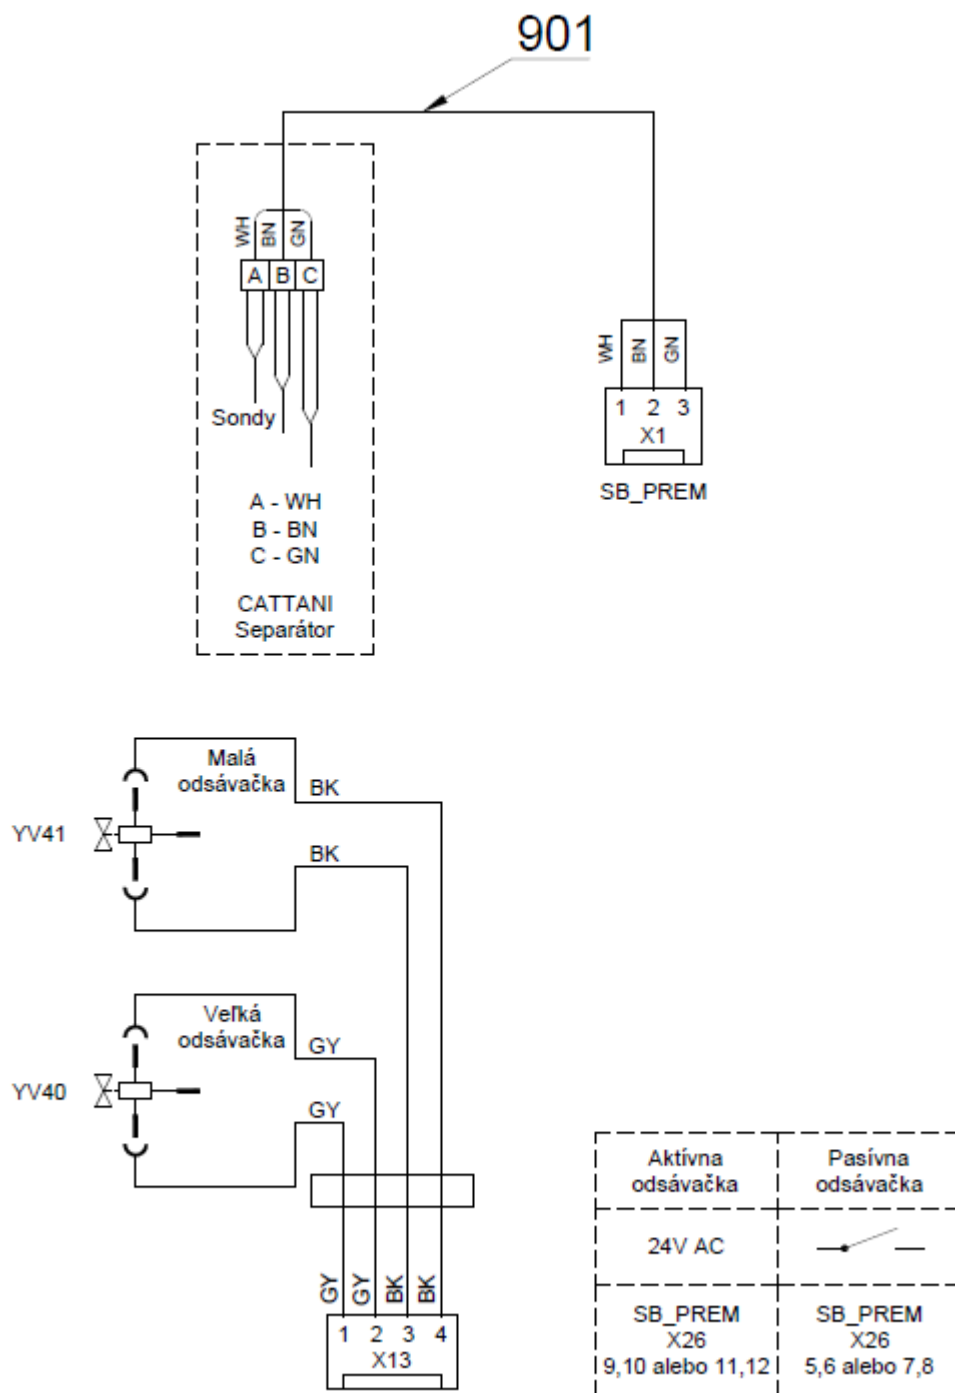 901
WH BN GN
A B C
Sondy
A - WH
B - BN
C - GN
CATTANI
Separátor
WH BN GN
1 2 3
X1
SB_PREM
Malá
odsávačka
BK
YV41
BK
Veľká
odsávačka
GY
YV40
GY
GY GY BK BK
1 2 3 4
X13
Aktívna
odsávačka
Pasívna
odsávačka
24V AC
SB_PREM
X26
9,10 alebo 11,12
SB_PREM
X26
5,6 alebo 7,8